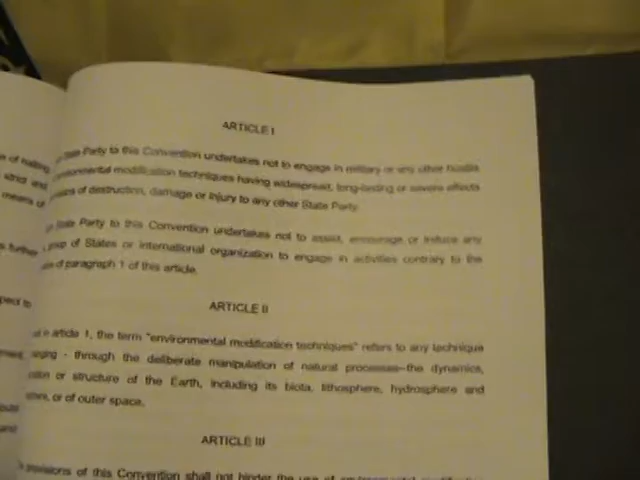 ARTICLE I
State Party to this Convention undertakes not to engage in military or any other hostile
environmental modification techniques having widespread, long-lasting or severe effects
means of destruction, damage or injury to any other State Party.
State Party to this Convention undertakes not to assist, encourage or induce any
group of States or international organization to engage in activities contrary to the
of paragraph 1 of this article.
ARTICLE II
in article 1, the term "environmental modification techniques" refers to any technique
changing - through the deliberate manipulation of natural processes--the dynamics,
or structure of the Earth, including its biota, lithosphere, hydrosphere and
or of outer space.
ARTICLE III
provisions of this Convention shall not hinder the use of environmental modification